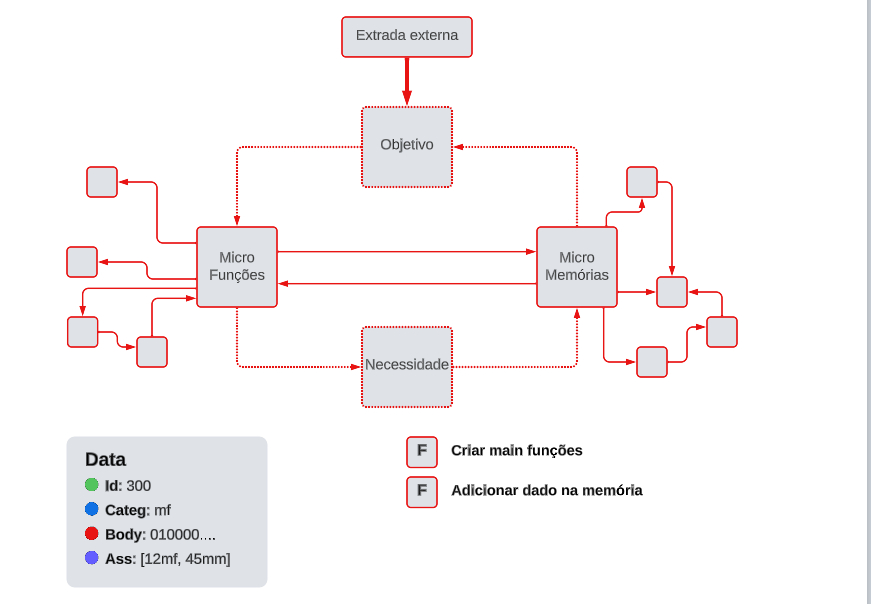 Extrada externa
Objetivo
Micro
Funções
Micro
Memórias
Necessidade
Data
Id: 300
Categ: mf
Body: 010000....
Ass: [12mf, 45mm]
F Criar main funções
F Adicionar dado na memória